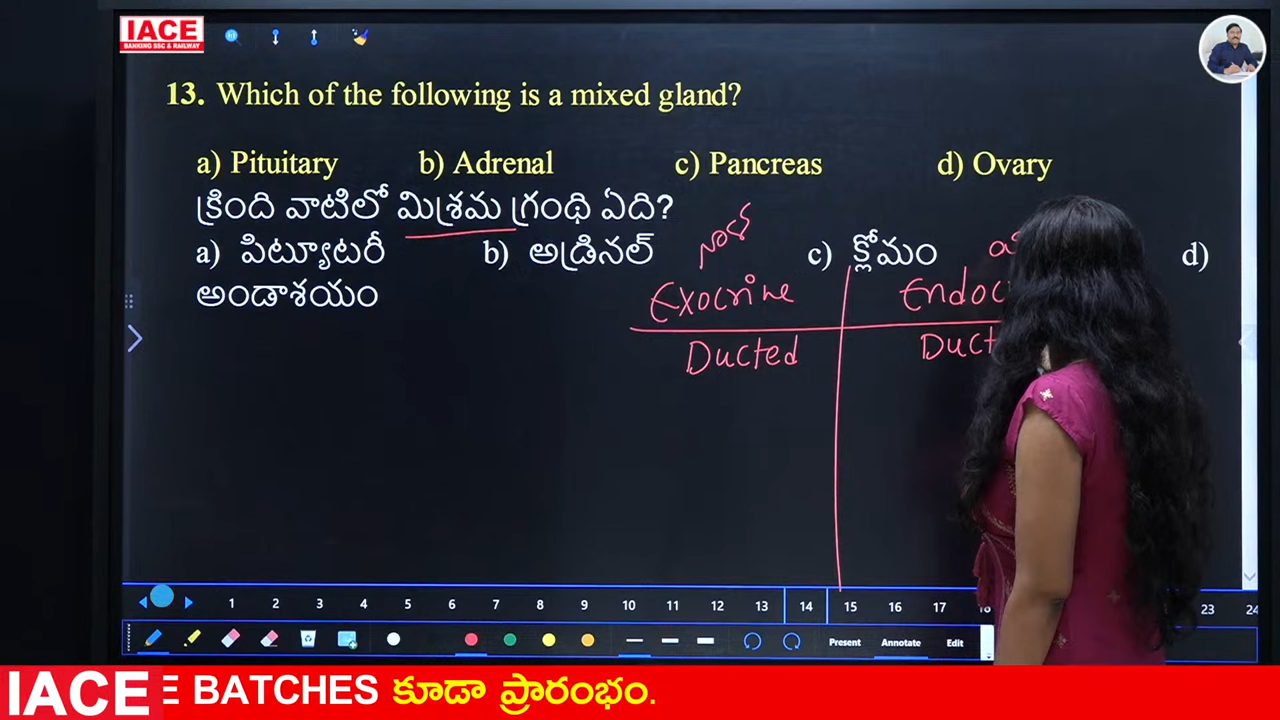 IACE
BANKING SSC & RAILWAY
13. Which of the following is a mixed gland?
a) Pituitary b) Adrenal c) Pancreas d) Ovary
క్రింది వాటిలో మిశ్రమ గ్రంథి ఏది?
a) పిట్యూటరీ b) అడ్రినల్ c) క్లోమం d)
అండాశయం
నాళ
Exocrine Endoc
Ducted Duct
1 2 3 4 5 6 7 8 9 10 11 12 13 14 15 16 17 18 23 24
Present Annotate Edit
IACE E BATCHES కూడా ప్రారంభం.